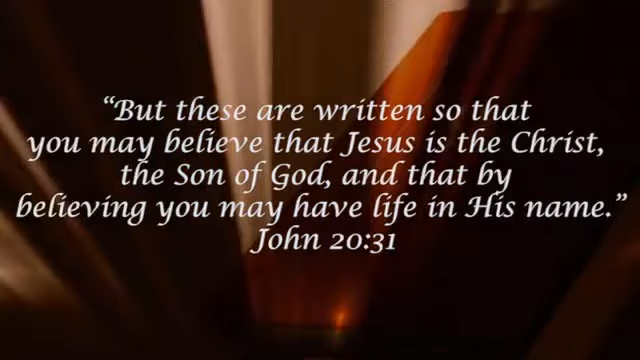 “But these are written so that
you may believe that Jesus is the Christ,
the Son of God, and that by
believing you may have life in His name.”
John 20:31